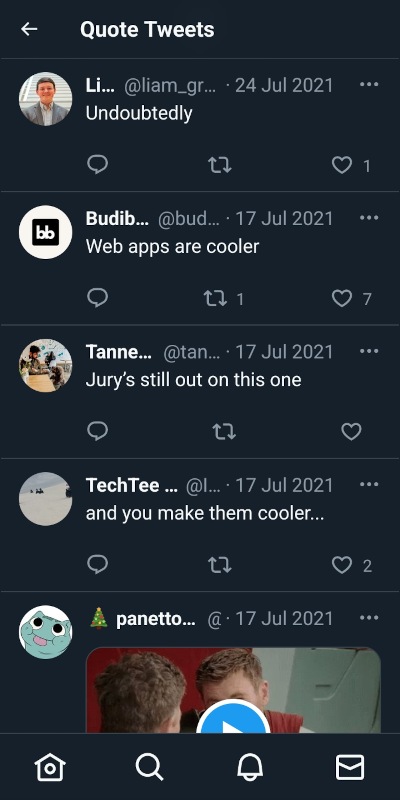 Quote Tweets
Li... @liam_gr... · 24 Jul 2021
Undoubtedly
1
bb
Budib... @bud... · 17 Jul 2021
Web apps are cooler
1 7
Tanne... @tan... · 17 Jul 2021
Jury’s still out on this one
TechTee ... @I... · 17 Jul 2021
and you make them cooler...
2
🎄 panetto... @ · 17 Jul 2021